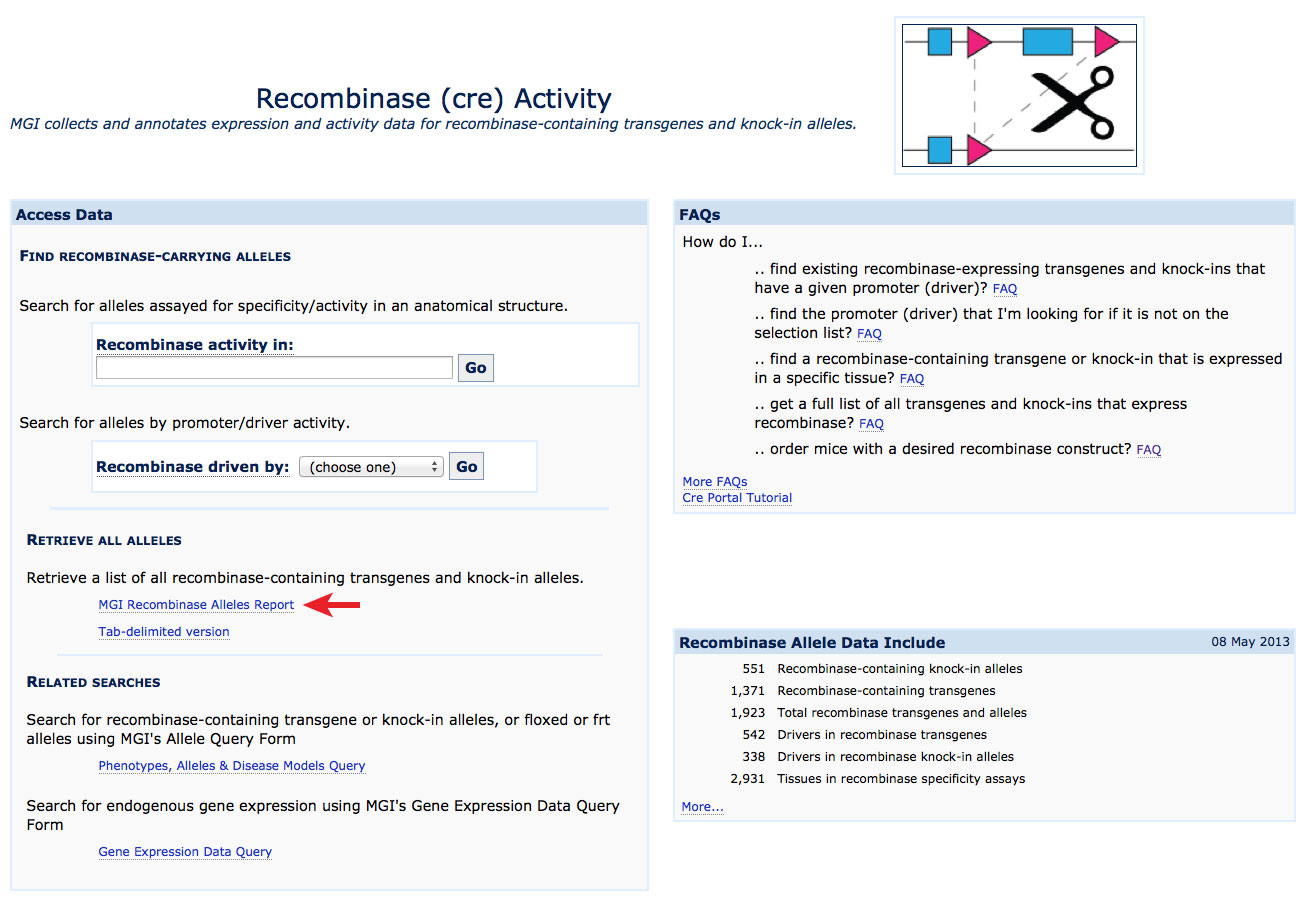 Recombinase (cre) Activity
MGI collects and annotates expression and activity data for recombinase-containing transgenes and knock-in alleles.
Access Data
FIND RECOMBINASE-CARRYING ALLELES
Search for alleles assayed for specificity/activity in an anatomical structure.
Recombinase activity in:
Go
Search for alleles by promoter/driver activity.
Recombinase driven by: (choose one) Go
RETRIEVE ALL ALLELES
Retrieve a list of all recombinase-containing transgenes and knock-in alleles.
MGI Recombinase Alleles Report
Tab-delimited version
RELATED SEARCHES
Search for recombinase-containing transgene or knock-in alleles, or floxed or frt
alleles using MGI's Allele Query Form
Phenotypes, Alleles & Disease Models Query
Search for endogenous gene expression using MGI's Gene Expression Data Query
Form
Gene Expression Data Query
FAQs
How do I...
.. find existing recombinase-expressing transgenes and knock-ins that
have a given promoter (driver)? FAQ
.. find the promoter (driver) that I'm looking for if it is not on the
selection list? FAQ
.. find a recombinase-containing transgene or knock-in that is expressed
in a specific tissue? FAQ
.. get a full list of all transgenes and knock-ins that express
recombinase? FAQ
.. order mice with a desired recombinase construct? FAQ
More FAQs
Cre Portal Tutorial
Recombinase Allele Data Include 08 May 2013
551 Recombinase-containing knock-in alleles
1,371 Recombinase-containing transgenes
1,923 Total recombinase transgenes and alleles
542 Drivers in recombinase transgenes
338 Drivers in recombinase knock-in alleles
2,931 Tissues in recombinase specificity assays
More...